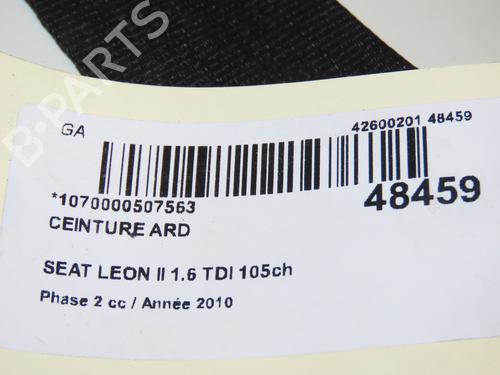 B-PARTS
GA
42600201 48459
*1070000507563
48459
CEINTURE ARD
SEAT LEON II 1.6 TDI 105ch
Phase 2 cc / Année 2010